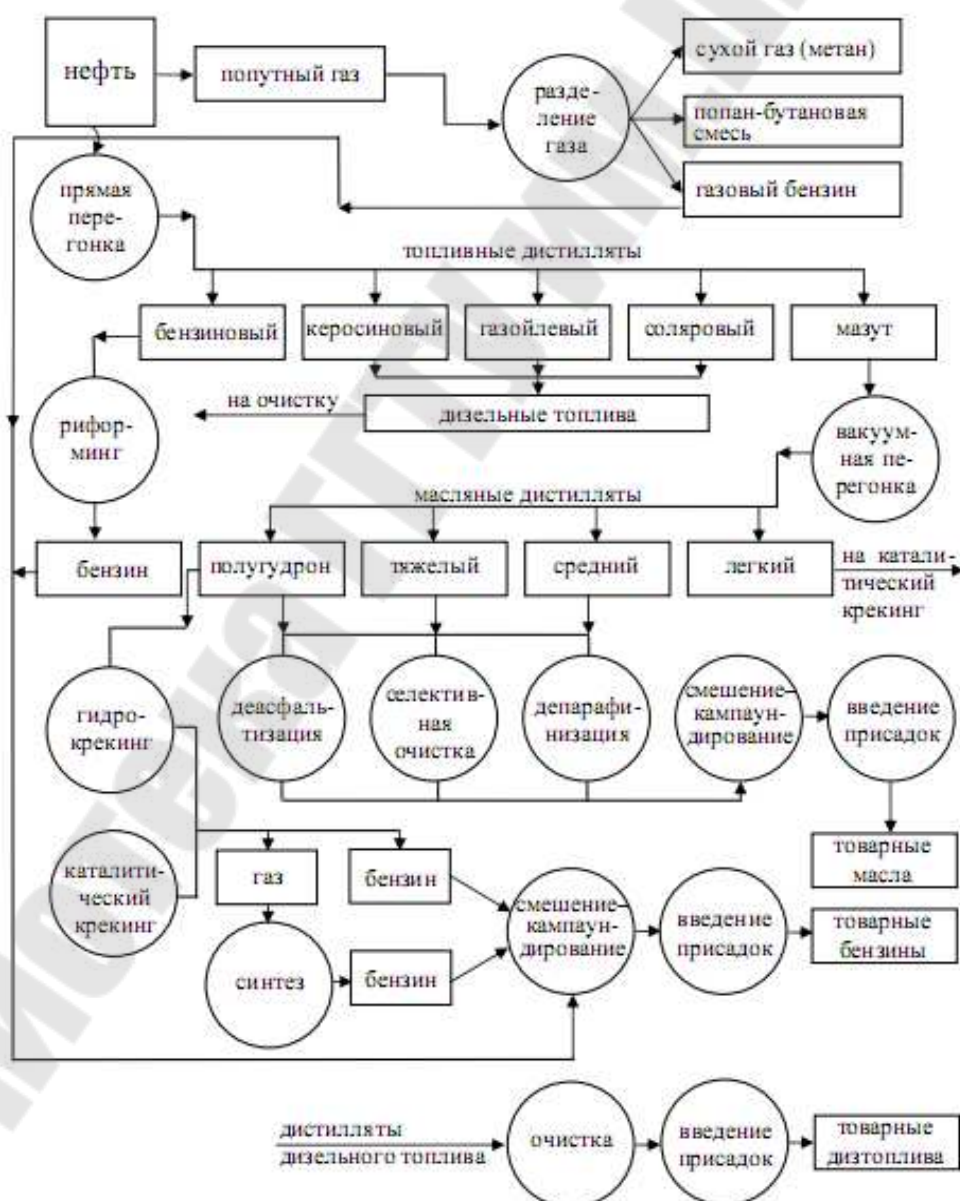 нефть
попутный газ
разде-
ление
газа
сухой газ (метан)
попан-бутановая
смесь
газовый бензин
прямая
пере-
гонка
топливные дистилляты
бензиновый
керосиновый
газойлевый
соляровый
мазут
на очистку
дизельные топлива
рифор-
минг
вакуум-
ная пе-
регонка
масляные дистилляты
бензин
полугудрон
тяжелый
средний
легкий
на катали-
тический
крекинг
гидро-
крекинг
деасфаль-
тизация
селектив-
ная
очистка
депарафи-
низация
смешение–
кампаун-
дирование
введение
присадок
товарные
масла
каталити-
ческий
крекинг
газ
бензин
синтез
бензин
смешение–
кампаун-
дирование
введение
присадок
товарные
бензины
дистилляты
дизельного топлива
очистка
введение
присадок
товарные
дизтоплива